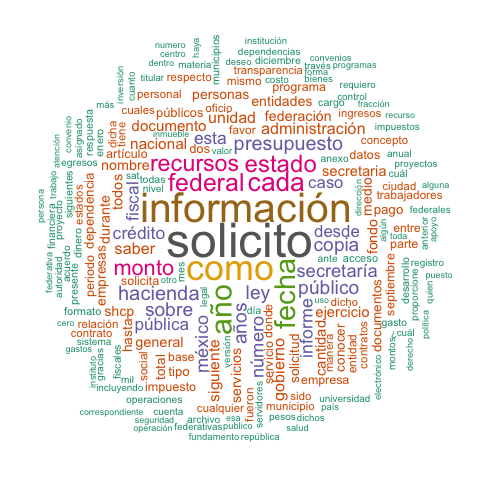 solicito
información
como
año
fecha
recursos
estado
federal
cada
monto
presupuesto
hacienda
esta
fiscal
crédito
caso
desde
copia
secretaría
público
sobre
ley
pública
méxico
años
número
informe
administración
federación
unidad
entidades
personas
nacional
documento
nombre
saber
secretaria
medio
fondo
pago
todos
durante
dependencia
empresas
periodo
solicita
shcp
hasta
general
siguiente
servicios
gobierno
solicitud
cantidad
conocer
ejercicio
documentos
septiembre
entre
parte
trabajadores
ciudad
datos
concepto
ingresos
programa
transparencia
mismo
respecto
personal
cuales
públicos
oficio
favor
artículo
dicha
tiene
estados
relación
contrato
social
total
base
tipo
impuesto
cualquier
fueron
municipio
sido
empresa
entidad
manera
contratos
dicho
donde
servicio
dos
valor
anexo
cargo
numero
centro
dentro
haya
municipios
institución
dependencias
deseo
diciembre
convenios
través
programas
forma
bienes
materia
costo
titular
inversión
cuanto
requiero
control
fracción
recurso
impuestos
más
enero
respuesta
asignado
convenio
atención
egresos
inmueble
anual
proyectos
cuál
sat
todas
nivel
dirección
alguna
federales
algún
toda
anterior
apoyo
persona
trabajo
siguientes
proyecto
financiera
dinero
acuerdo
presente
autoridad
federativa
otro
mes
legal
día
versión
uso
ante
acceso
registro
puesto
quien
proporcione
desarrollo
política
gasto
cuál
derecho
montos
electrónico
formato
cero
sistema
gastos
gracias
instituto
fiscales
mil
incluyendo
operaciones
correspondiente
cuenta
seguridad
archivo
esa
operación
federativas
publico
fundamento
república
servidores
pesos
dichos
salud
país
universidad